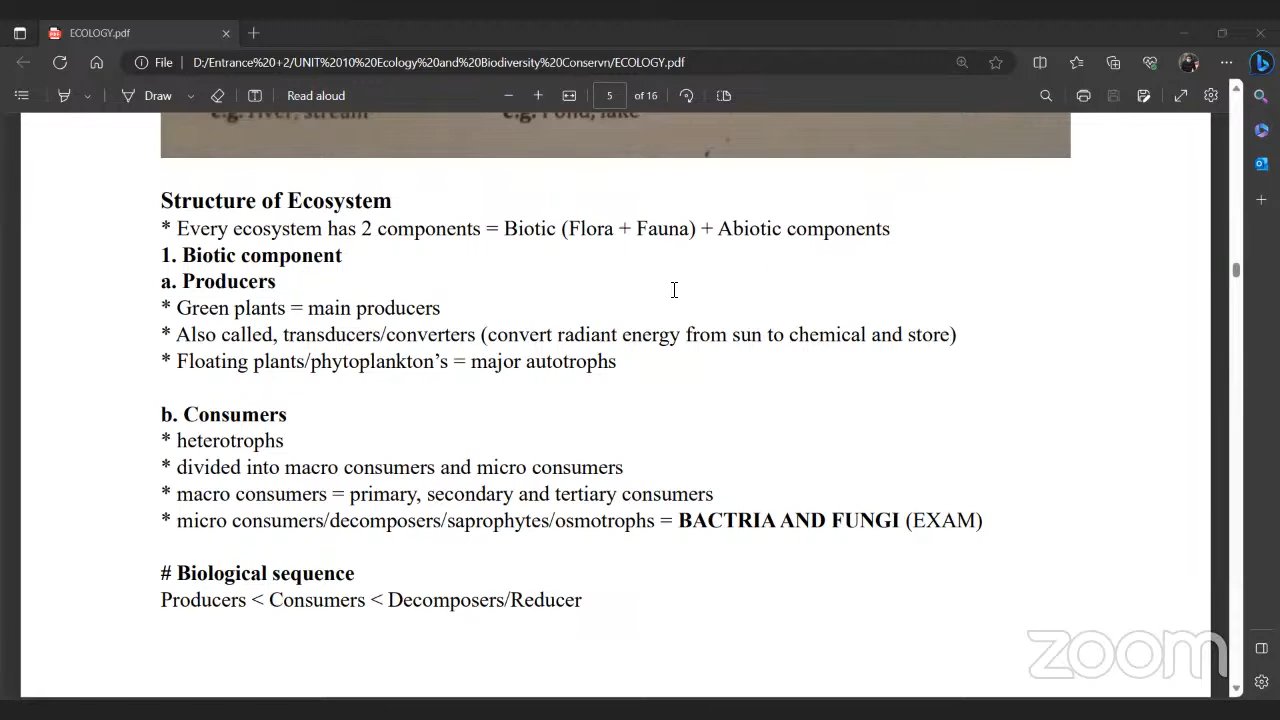 ECOLOGY.pdf
File
D:/Entrance%20+2/UNIT%2010%20Ecology%20and%20Biodiversity%20Conservn/ECOLOGY.pdf
Draw
Read aloud
5
of 16
e.g. river, stream
e.g. Pond, lake
Structure of Ecosystem
* Every ecosystem has 2 components = Biotic (Flora + Fauna) + Abiotic components
1. Biotic component
a. Producers
* Green plants = main producers
* Also called, transducers/converters (convert radiant energy from sun to chemical and store)
* Floating plants/phytoplankton’s = major autotrophs
b. Consumers
* heterotrophs
* divided into macro consumers and micro consumers
* macro consumers = primary, secondary and tertiary consumers
* micro consumers/decomposers/saprophytes/osmotrophs = BACTRIA AND FUNGI (EXAM)
# Biological sequence
Producers < Consumers < Decomposers/Reducer
zoom